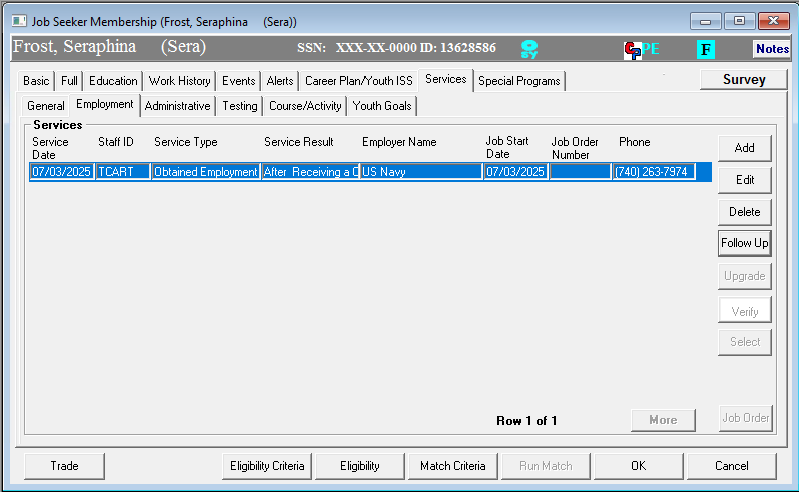 Job Seeker Membership (Frost, Seraphina (Sera))
Frost, Seraphina (Sera) SSN: XXX-XX-0000 ID: 13628586 SY CP PE F Notes
Basic Full Education Work History Events Alerts Career Plan/Youth ISS Services Special Programs Survey
General Employment Administrative Testing Course/Activity Youth Goals
Services
Service Date Staff ID Service Type Service Result Employer Name Job Start Date Job Order Number Phone
07/03/2025 TCART Obtained Employment After Receiving a US Navy 07/03/2025 (740) 263-7974
Add
Edit
Delete
Follow Up
Upgrade
Verify
Select
Row 1 of 1 More Job Order
Trade Eligibility Criteria Eligibility Match Criteria Run Match OK Cancel